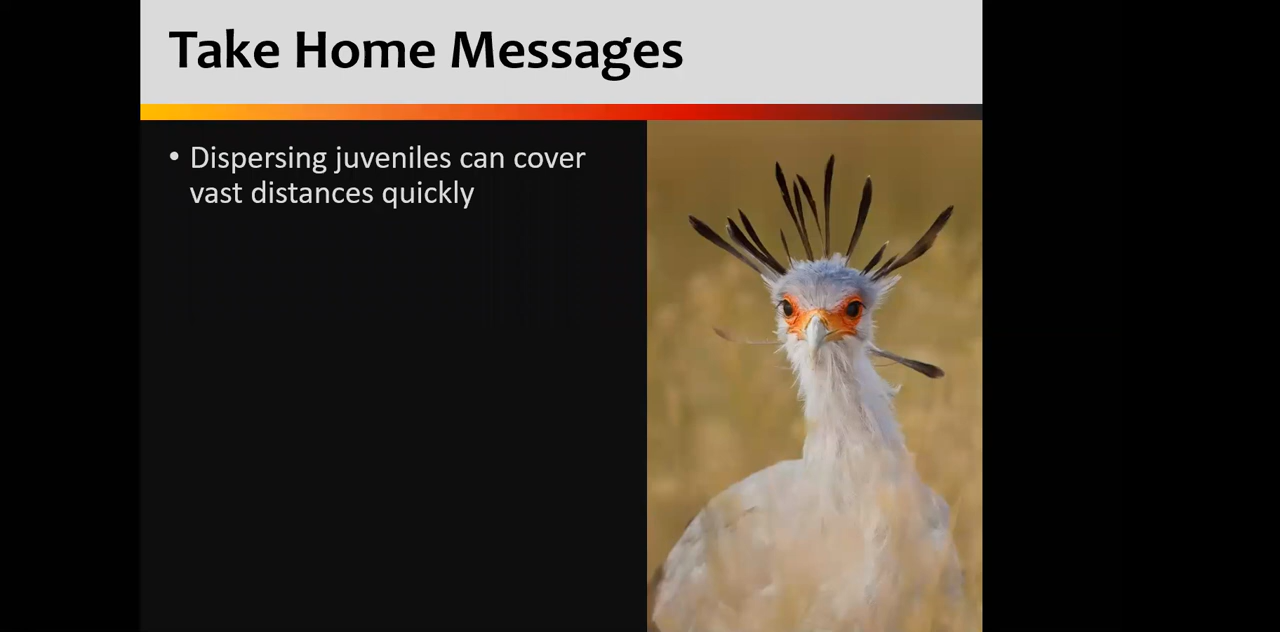 Take Home Messages
• Dispersing juveniles can cover
vast distances quickly